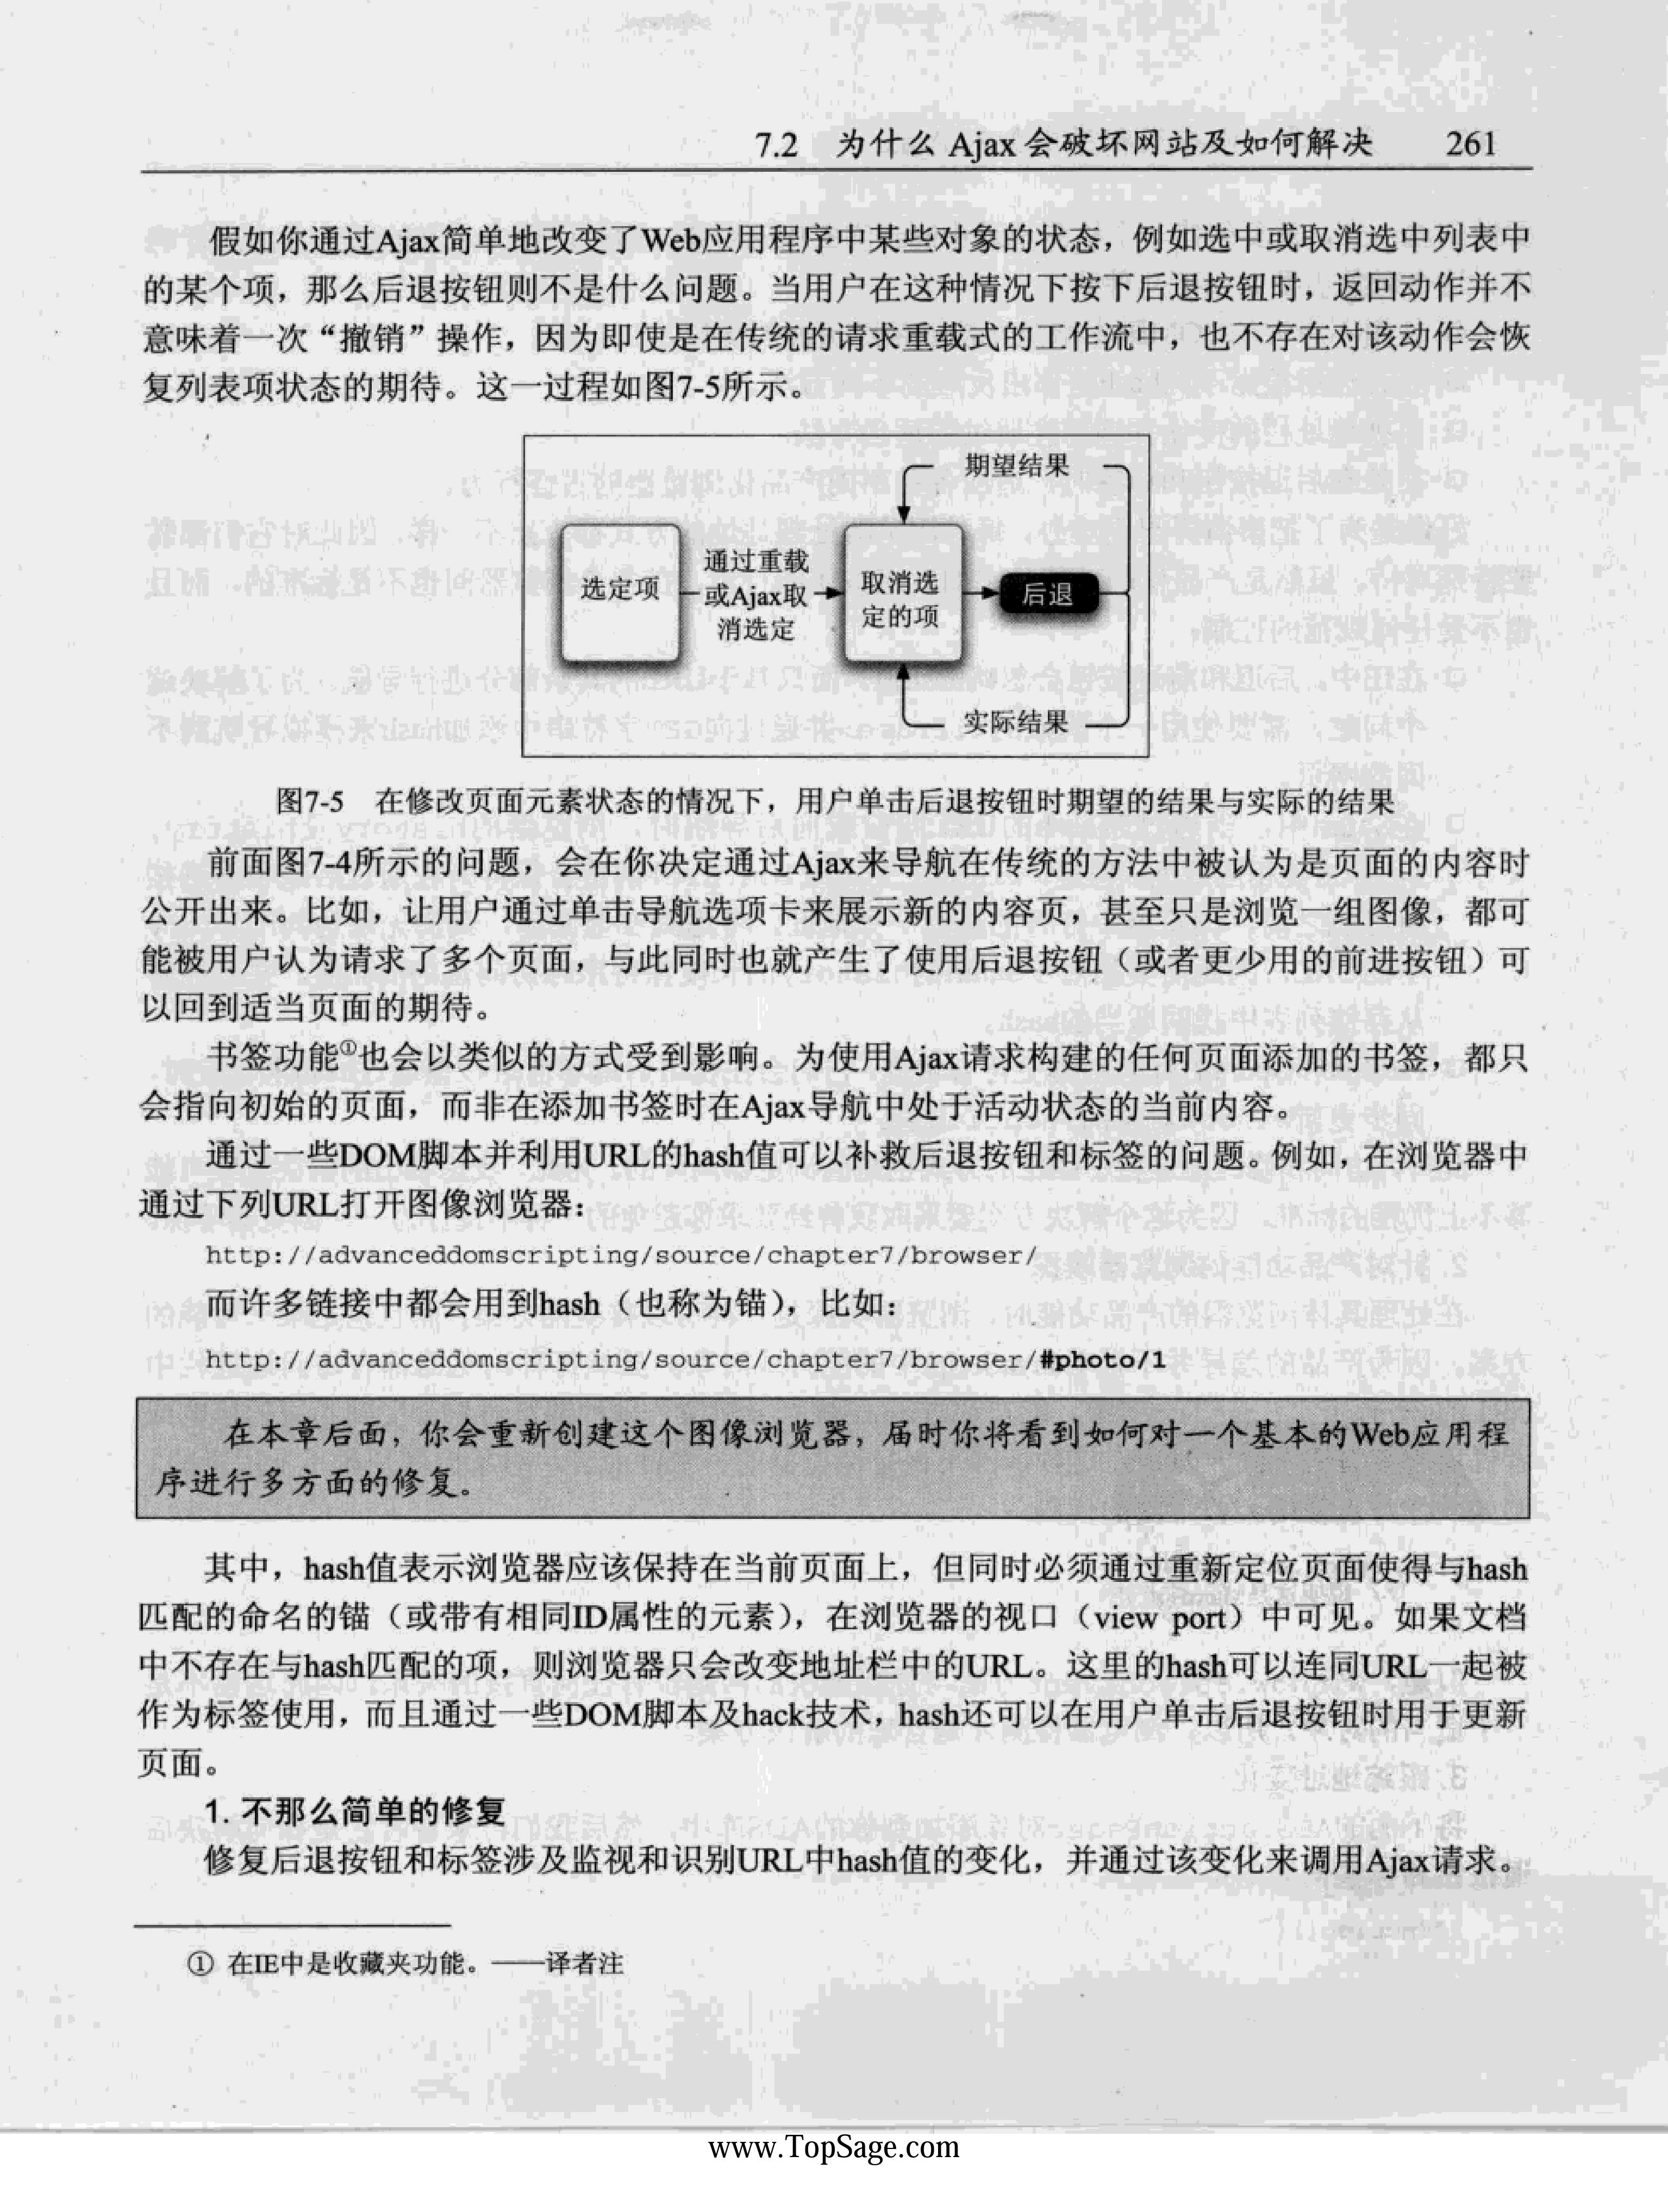 7.2 为什么 Ajax 会破坏网站及如何解决 261
假如你通过Ajax简单地改变了Web应用程序中某些对象的状态，例如选中或取消选中列表中
的某个项，那么后退按钮则不是什么问题。当用户在这种情况下按下后退按钮时，返回动作并不
意味着一次“撤销”操作，因为即使是在传统的请求重载式的工作流中，也不存在对该动作会恢
复列表项状态的期待。这一过程如图7-5所示。
期望结果
选定项
通过重载
或Ajax取
消选定
取消选
定的项
后退
实际结果
图7-5 在修改页面元素状态的情况下，用户单击后退按钮时期望的结果与实际的结果
前面图7-4所示的问题，会在你决定通过Ajax来导航在传统的方法中被认为是页面的内容时
公开出来。比如，让用户通过单击导航选项卡来展示新的内容页，甚至只是浏览一组图像，都可
能被用户认为请求了多个页面，与此同时也就产生了使用后退按钮（或者更少用的前进按钮）可
以回到适当页面的期待。
书签功能①也会以类似的方式受到影响。为使用Ajax请求构建的任何页面添加的书签，都只
会指向初始的页面，而非在添加书签时在Ajax导航中处于活动状态的当前内容。
通过一些DOM脚本并利用URL的hash值可以补救后退按钮和标签的问题。例如，在浏览器中
通过下列URL打开图像浏览器：
http://advanceddomscripting/source/chapter7/browser/
而许多链接中都会用到hash（也称为锚），比如：
http://advanceddomscripting/source/chapter7/browser/#photo/1
在本章后面，你会重新创建这个图像浏览器，届时你将看到如何对一个基本的Web应用程
序进行多方面的修复。
其中，hash值表示浏览器应该保持在当前页面上，但同时必须通过重新定位页面使得与hash
匹配的命名的锚（或带有相同ID属性的元素），在浏览器的视口（view port）中可见。如果文档
中不存在与hash匹配的项，则浏览器只会改变地址栏中的URL。这里的hash可以连同URL一起被
作为标签使用，而且通过一些DOM脚本及hack技术，hash还可以在用户单击后退按钮时用于更新
页面。
1. 不那么简单的修复
修复后退按钮和标签涉及监视和识别URL中hash值的变化，并通过该变化来调用Ajax请求。
① 在IE中是收藏夹功能。——译者注
www.TopSage.com